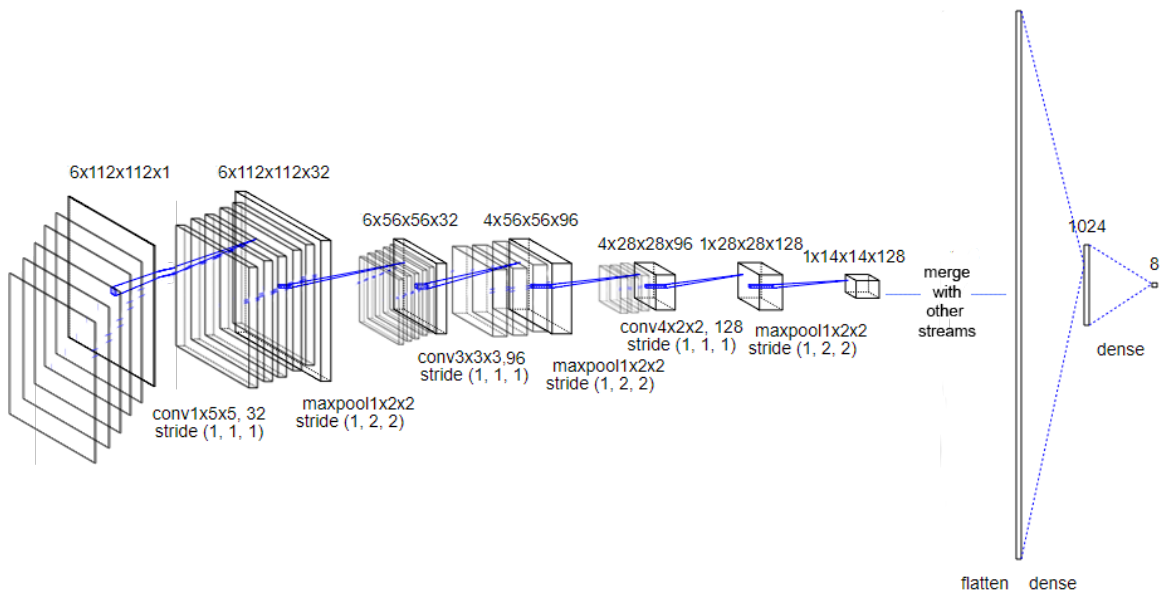 6x112x112x1
6x112x112x32
6x56x56x32
4x56x56x96
4x28x28x96
1x28x28x128
1x14x14x128
1024
8
conv1x5x5, 32
stride (1, 1, 1)
maxpool1x2x2
stride (1, 2, 2)
conv3x3x3,96
stride (1, 1, 1)
maxpool1x2x2
stride (1, 2, 2)
conv4x2x2, 128
stride (1, 1, 1)
maxpool1x2x2
stride (1, 2, 2)
merge
with
other
streams
dense
flatten
dense